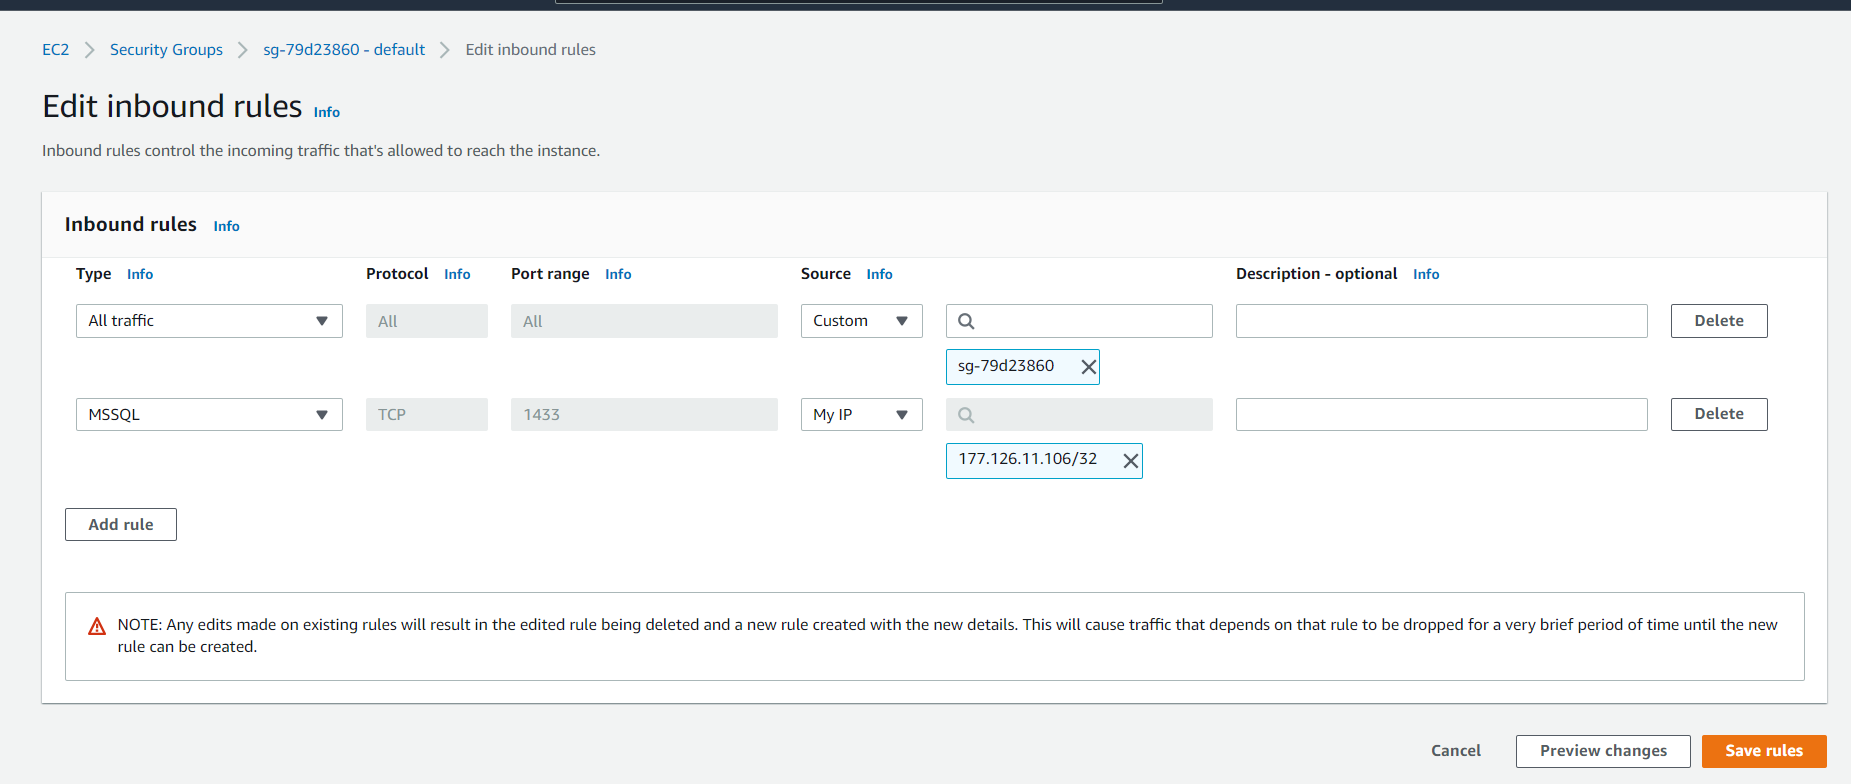 EC2 > Security Groups > sg-79d23860 - default > Edit inbound rules
Edit inbound rules Info
Inbound rules control the incoming traffic that's allowed to reach the instance.
Inbound rules Info
Type Info Protocol Info Port range Info Source Info Description - optional Info
All traffic All All Custom Delete
sg-79d23860
MSSQL TCP 1433 My IP Delete
177.126.11.106/32
Add rule
NOTE: Any edits made on existing rules will result in the edited rule being deleted and a new rule created with the new details. This will cause traffic that depends on that rule to be dropped for a very brief period of time until the new
rule can be created.
Cancel Preview changes Save rules